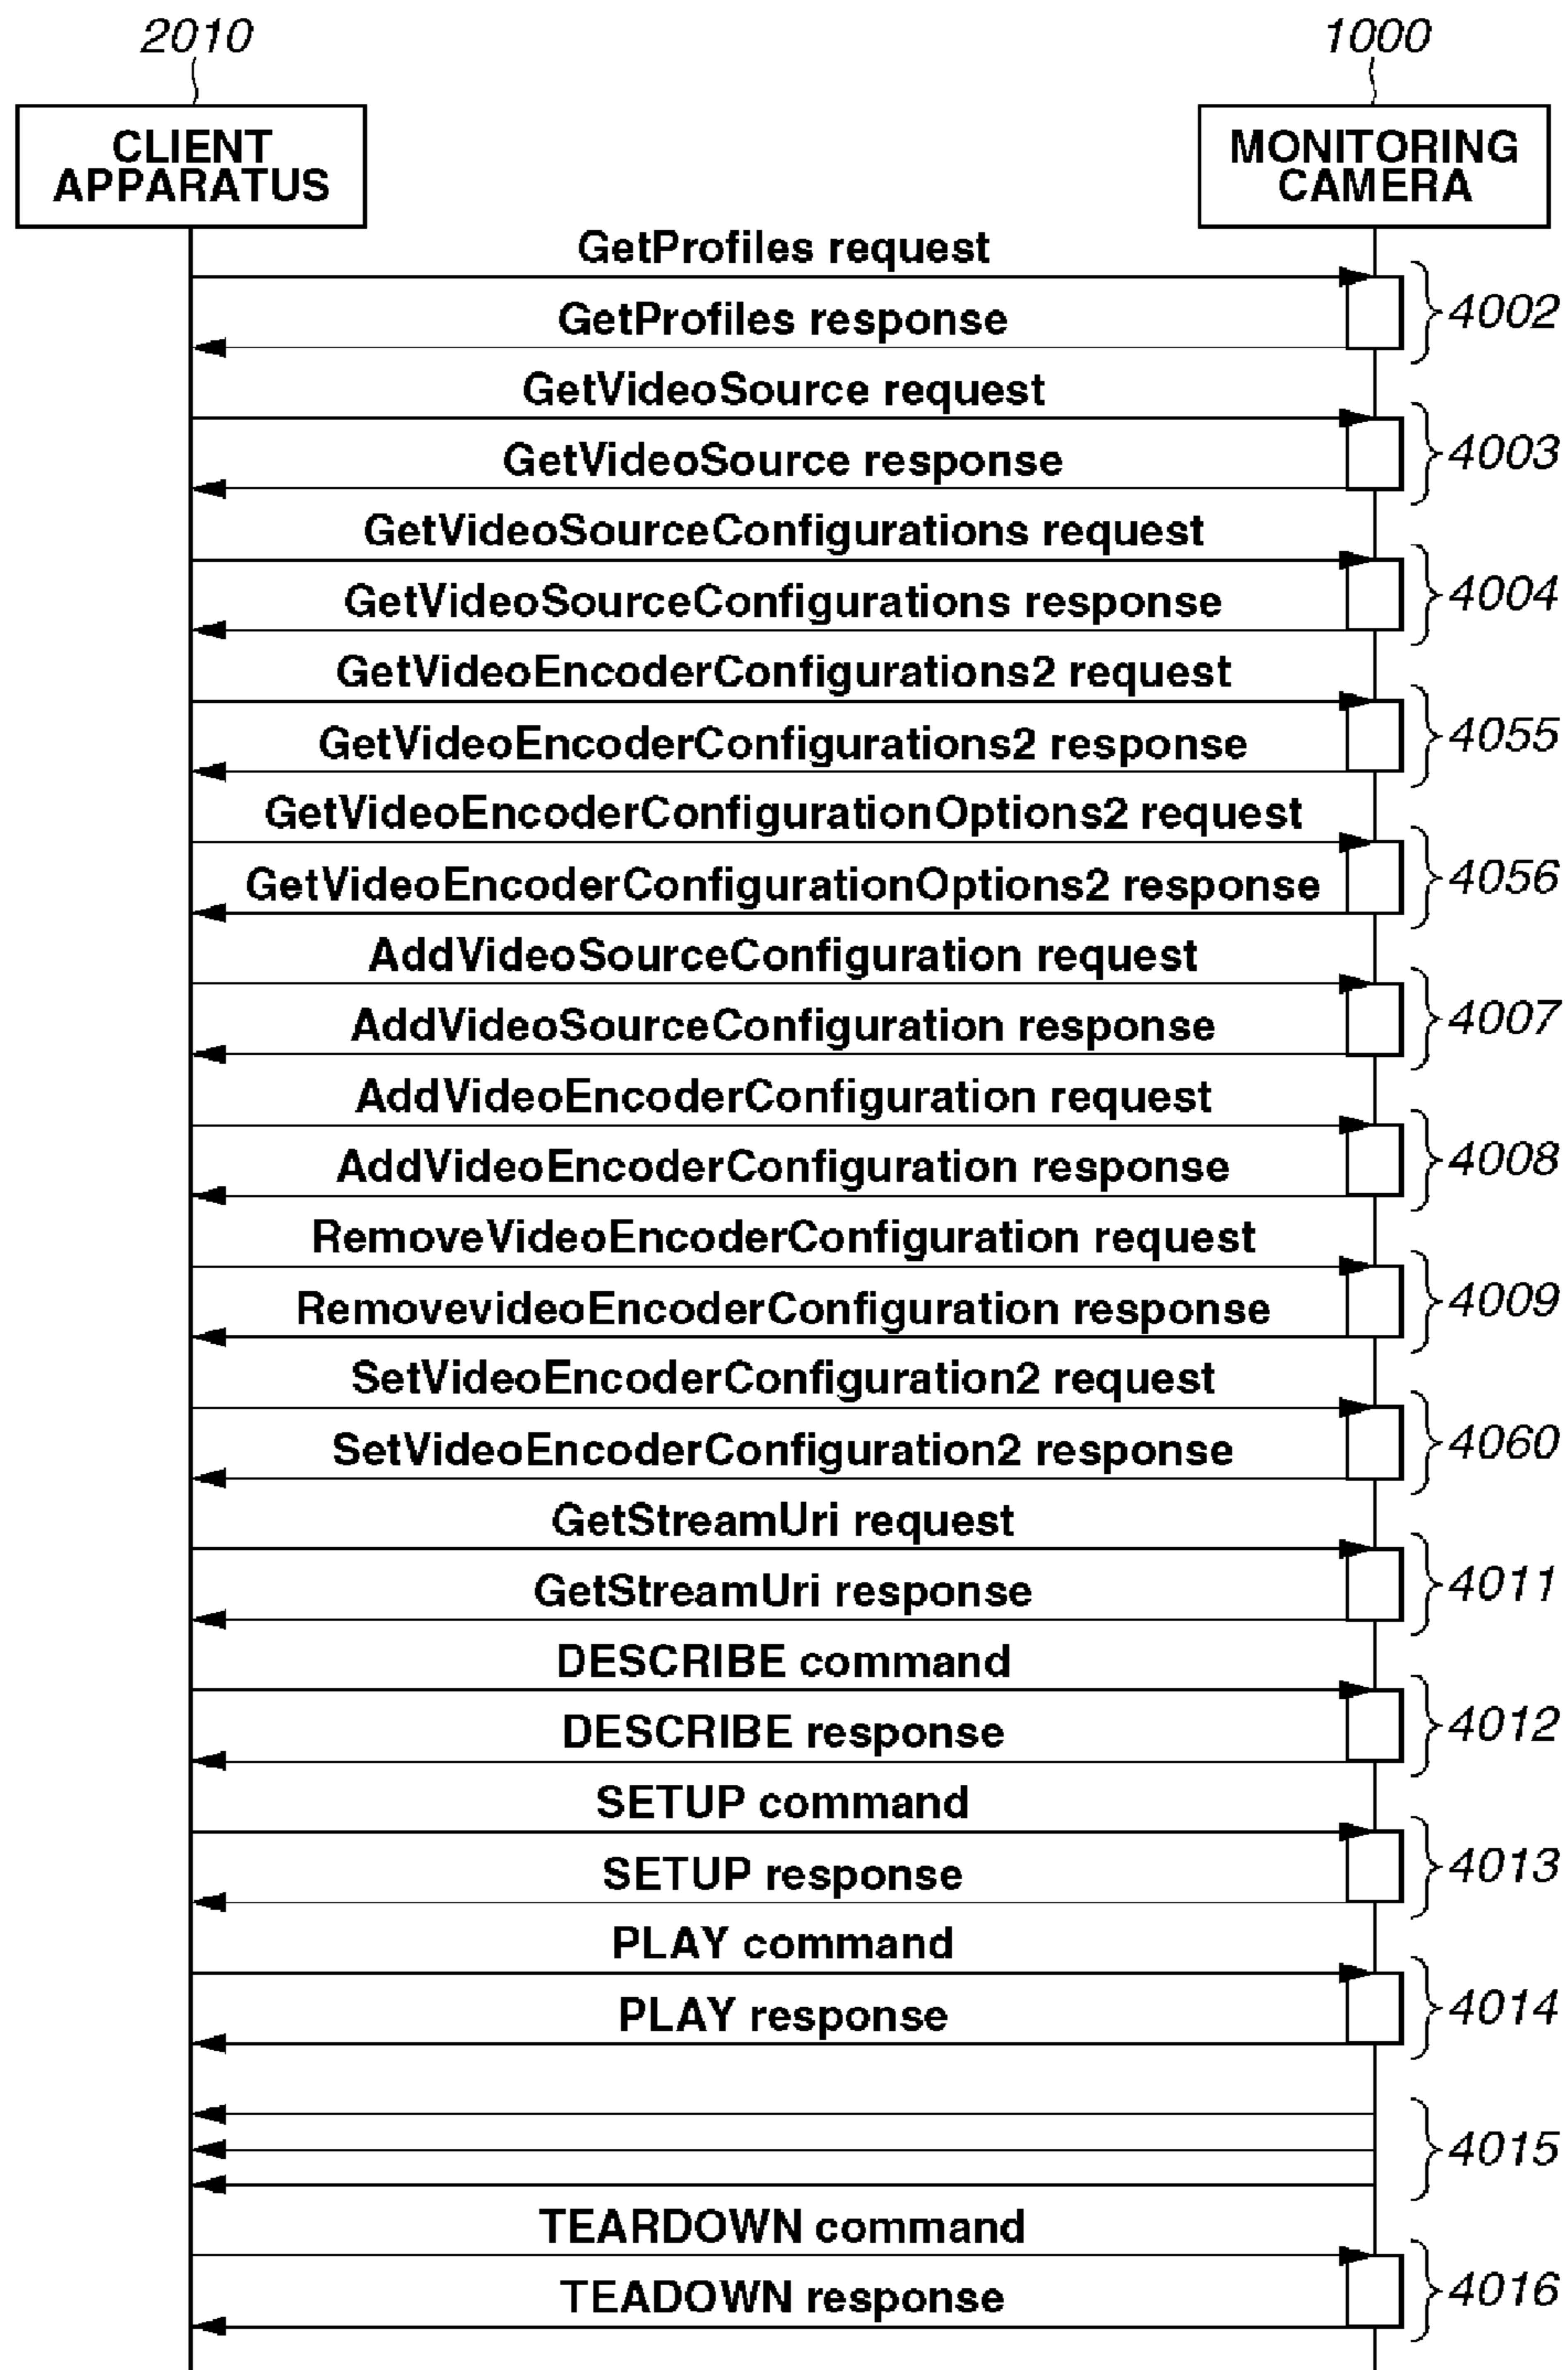 2010
1000
CLIENT
APPARATUS
MONITORING
CAMERA
GetProfiles request
GetProfiles response
4002
GetVideoSource request
GetVideoSource response
4003
GetVideoSourceConfigurations request
GetVideoSourceConfigurations response
4004
GetVideoEncoderConfigurations2 request
GetVideoEncoderConfigurations2 response
4055
GetVideoEncoderConfigurationOptions2 request
GetVideoEncoderConfigurationOptions2 response
4056
AddVideoSourceConfiguration request
AddVideoSourceConfiguration response
4007
AddVideoEncoderConfiguration request
AddVideoEncoderConfiguration response
4008
RemoveVideoEncoderConfiguration request
RemovevideoEncoderConfiguration response
4009
SetVideoEncoderConfiguration2 request
SetVideoEncoderConfiguration2 response
4060
GetStreamUri request
GetStreamUri response
4011
DESCRIBE command
DESCRIBE response
4012
SETUP command
SETUP response
4013
PLAY command
PLAY response
4014
4015
TEARDOWN command
TEADOWN response
4016